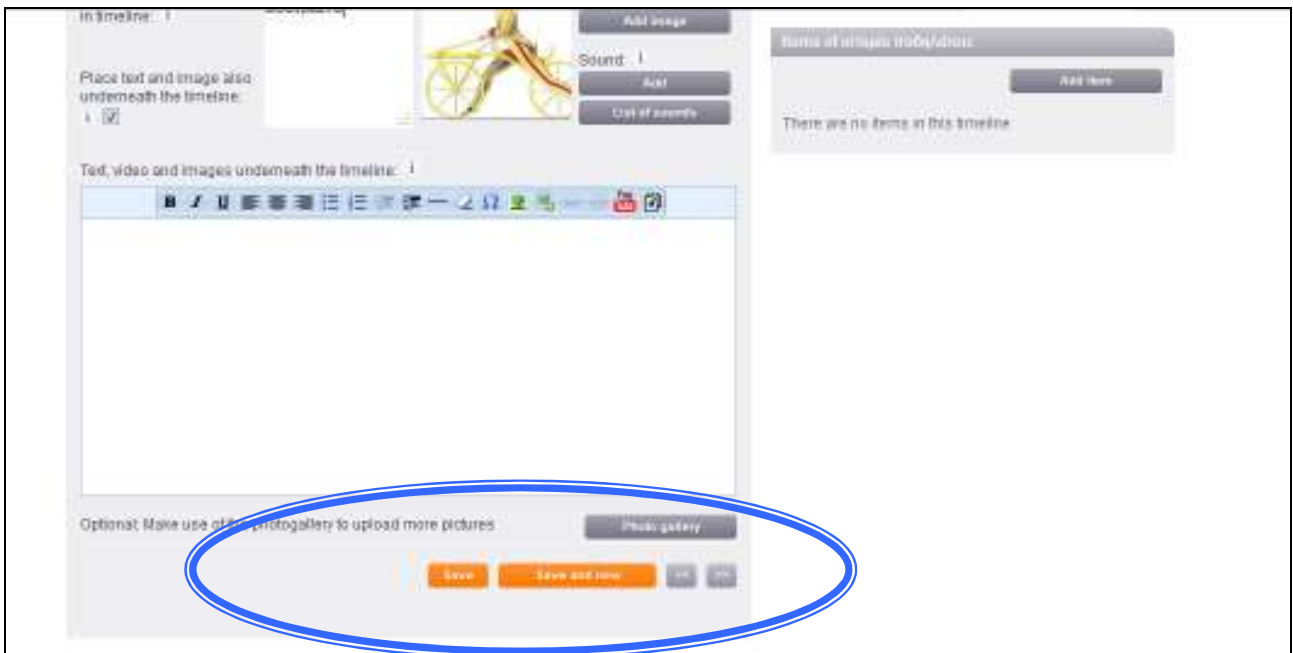 in timeline: i
Add image
Sound: i
Place text and image also
underneath the timeline:
i
Add
List of sounds
Text, video and images underneath the timeline: i
B I U
Optional: Make use of the photogallery to upload more pictures
Photo gallery
Save
Save and new
<<
>>
Items of
Add item
There are no items in this timeline